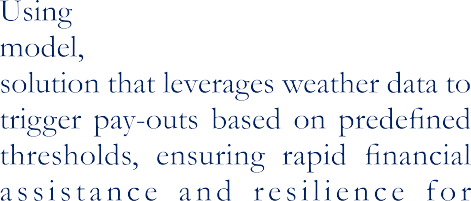 Using
model,
solution that leverages weather data to
trigger pay-outs based on predefined
thresholds, ensuring rapid financial
assistance and resilience for